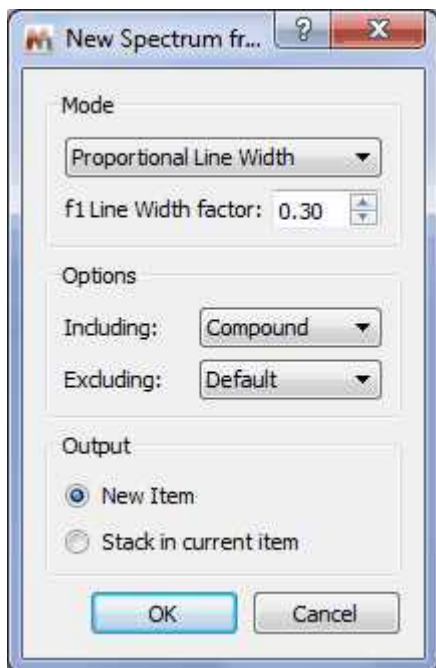 New Spectrum fr...
Mode
Proportional Line Width
f1 Line Width factor: 0.30
Options
Including: Compound
Excluding: Default
Output
New Item
Stack in current item
OK Cancel